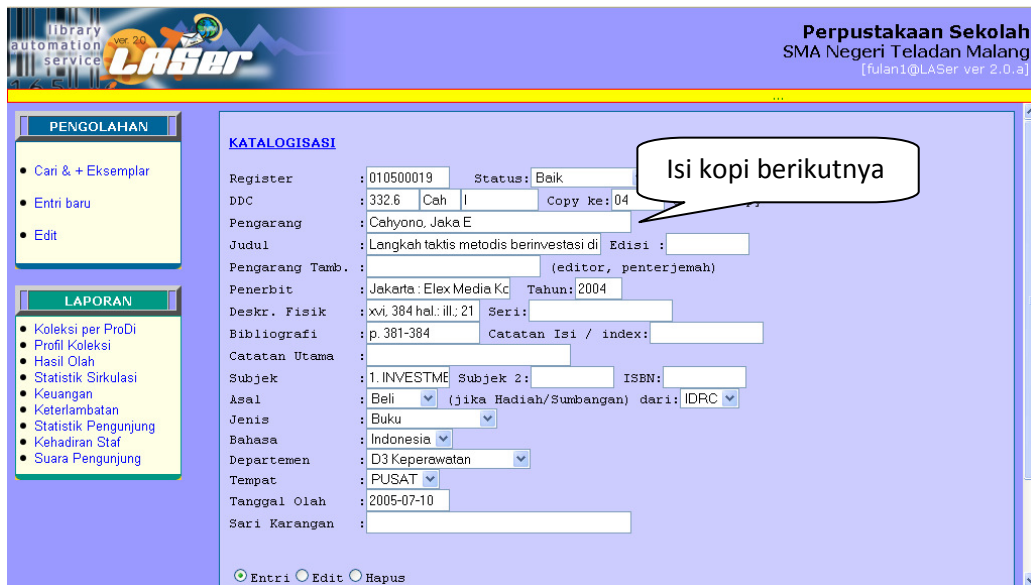 library
automation ver. 2.0
service LASer
Perpustakaan Sekolah
SMA Negeri Teladan Malang
[fulan1@LASer ver 2.0.a]
...
PENGOLAHAN
Cari & + Eksemplar
Entri baru
Edit
LAPORAN
Koleksi per ProDi
Profil Koleksi
Hasil Olah
Statistik Sirkulasi
Keuangan
Keterlambatan
Statistik Pengunjung
Kehadiran Staf
Suara Pengunjung
KATALOGISASI
Isi kopi berikutnya
Register : 010500019 Status: Baik
DDC : 332.6 Cah l Copy ke: 04
Pengarang : Cahyono, Jaka E
Judul : Langkah taktis metodis berinvestasi di Edisi :
Pengarang Tamb. : (editor, penterjemah)
Penerbit : Jakarta : Elex Media Kc Tahun: 2004
Deskr. Fisik : xvi, 384 hal.: ill.; 21 Seri:
Bibliografi : p. 381-384 Catatan Isi / index:
Catatan Utama :
Subjek : 1. INVESTME Subjek 2: ISBN:
Asal : Beli (jika Hadiah/Sumbangan) dari: IDRC
Jenis : Buku
Bahasa : Indonesia
Departemen : D3 Keperawatan
Tempat : PUSAT
Tanggal Olah : 2005-07-10
Sari Karangan :
Entri Edit Hapus